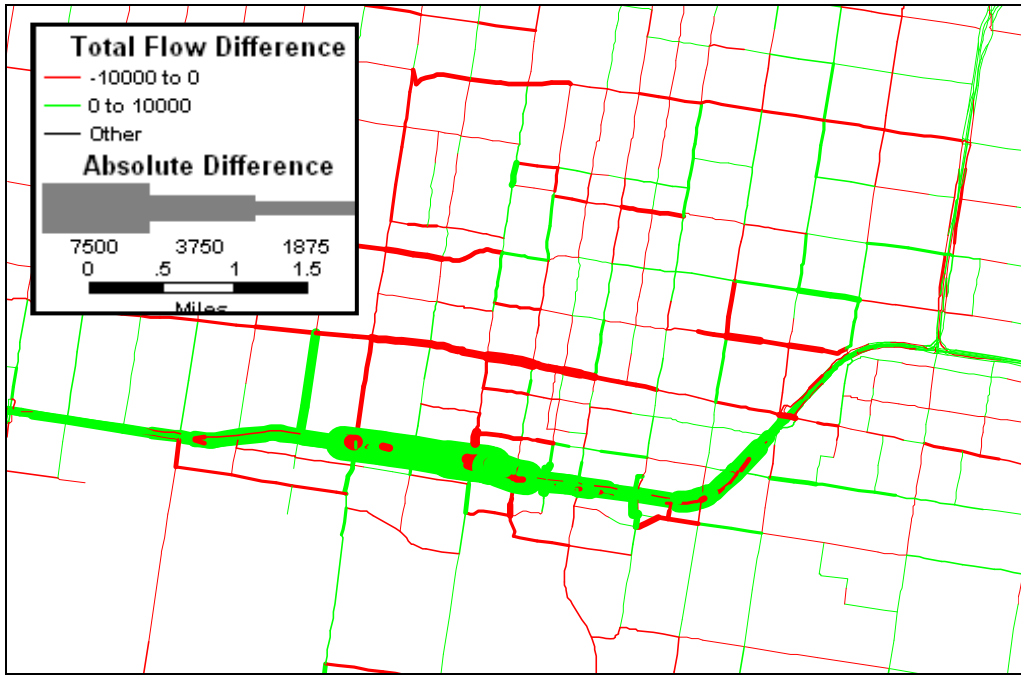 Total Flow Difference
-10000 to 0
0 to 10000
Other
Absolute Difference
7500 3750 1875
0 .5 1 1.5
Miles